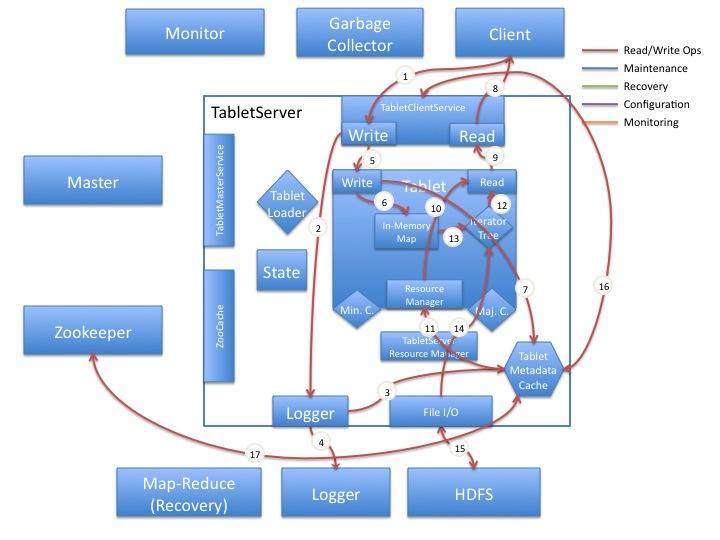 Monitor
Garbage
Collector
Client
Read/Write Ops
Maintenance
Recovery
Configuration
Monitoring
1
8
TabletServer
TabletClientService
Write
Read
5
9
TabletMasterService
Master
Tablet
Loader
Write
Tablet
Read
6
10
12
2
In-Memory
Map
13
Iterator
Tree
State
ZooCache
Resource
Manager
7
16
Min. C.
Maj. C.
Zookeeper
11
14
TabletServer
Resource Manager
Tablet
Metadata
Cache
3
Logger
File I/O
4
15
17
Map-Reduce
(Recovery)
Logger
HDFS